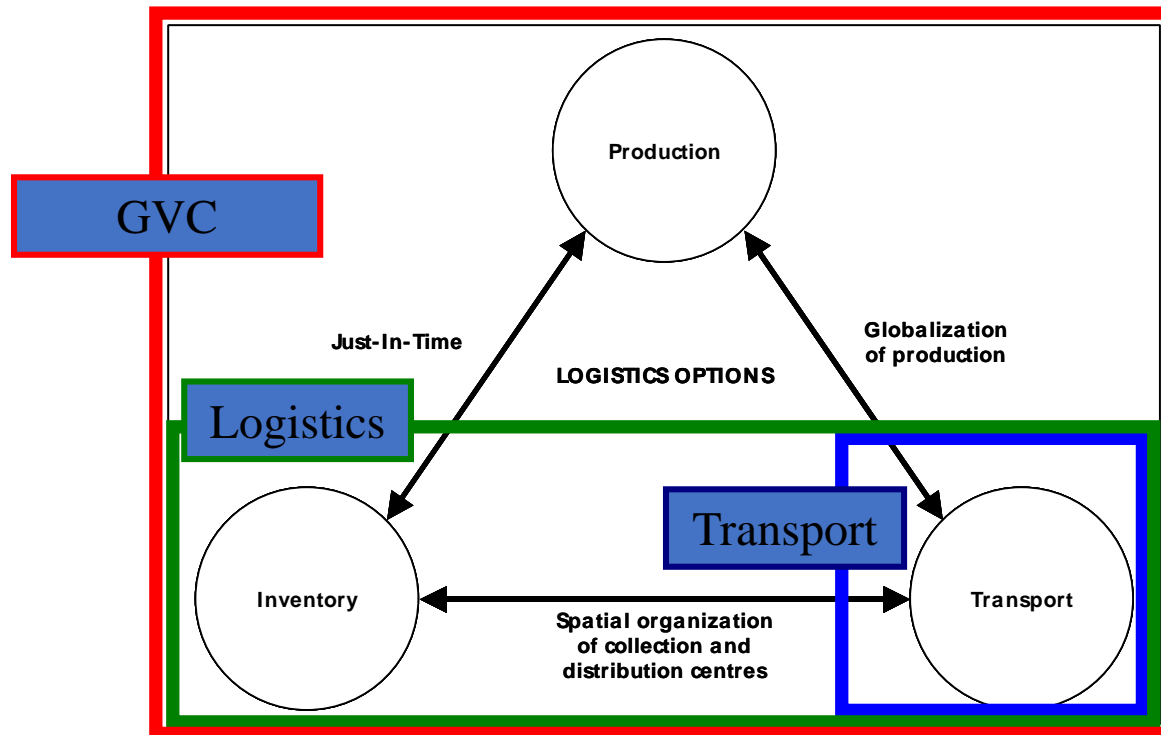 Production
GVC
Globalization
of production
Just-In-Time
LOGISTICS OPTIONS
Logistics
Transport
Inventory
Transport
Spatial organization
of collection and
distribution centres